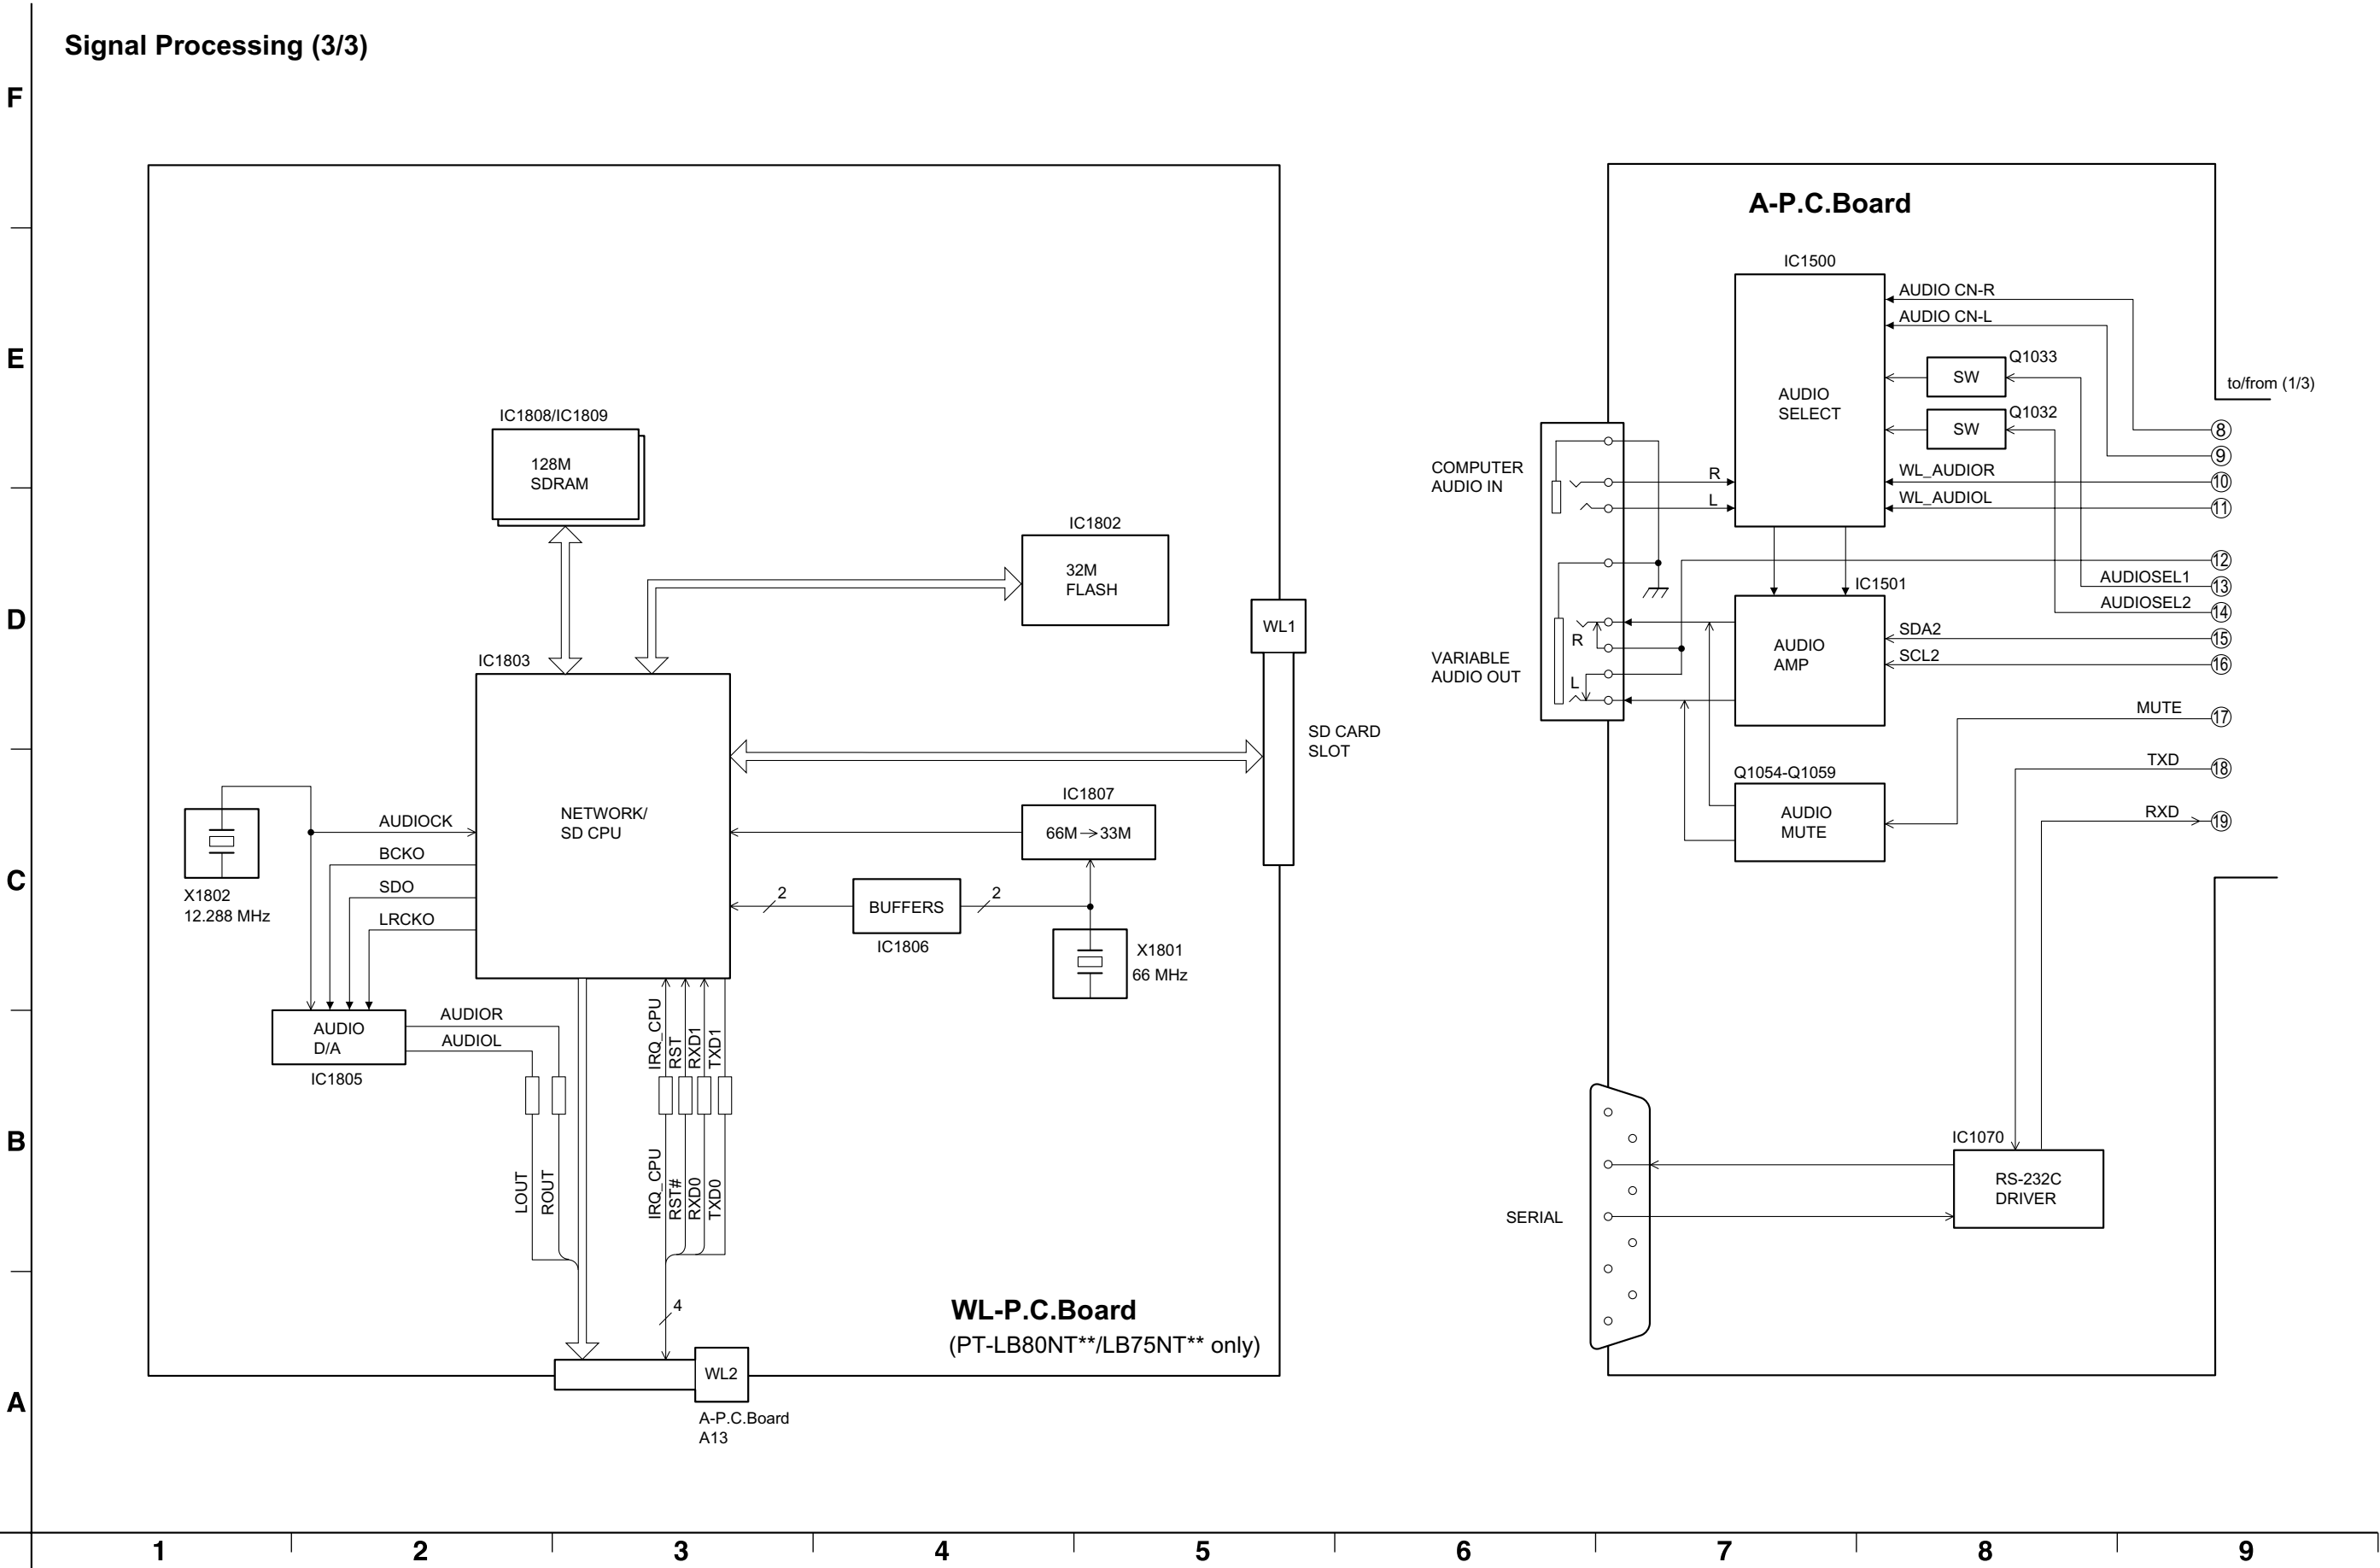 Signal Processing (3/3)
F
E
D
C
B
A
IC1808/IC1809
128M
SDRAM
IC1802
32M
FLASH
IC1803
NETWORK/
SD CPU
WL1
SD CARD
SLOT
IC1807
66M→33M
2
BUFFERS
2
IC1806
X1801
66 MHz
X1802
12.288 MHz
AUDIOCK
BCKO
SDO
LRCKO
AUDIO
D/A
IC1805
AUDIOR
AUDIOL
LOUT
ROUT
IRQ_CPU
RST
RXD1
TXD1
IRQ_CPU
RST#
RXD0
TXD0
4
WL2
A-P.C.Board
A13
WL-P.C.Board
(PT-LB80NT**/LB75NT** only)
A-P.C.Board
IC1500
AUDIO
SELECT
AUDIO CN-R
AUDIO CN-L
Q1033
SW
Q1032
SW
WL_AUDIOR
WL_AUDIOL
to/from (1/3)
⑧
⑨
⑩
⑪
⑫
AUDIOSEL1 ⑬
AUDIOSEL2 ⑭
SDA2 ⑮
SCL2 ⑯
MUTE ⑰
TXD ⑱
RXD ⑲
COMPUTER
AUDIO IN
R
L
VARIABLE
AUDIO OUT
R
L
IC1501
AUDIO
AMP
Q1054-Q1059
AUDIO
MUTE
SERIAL
IC1070
RS-232C
DRIVER
1 2 3 4 5 6 7 8 9